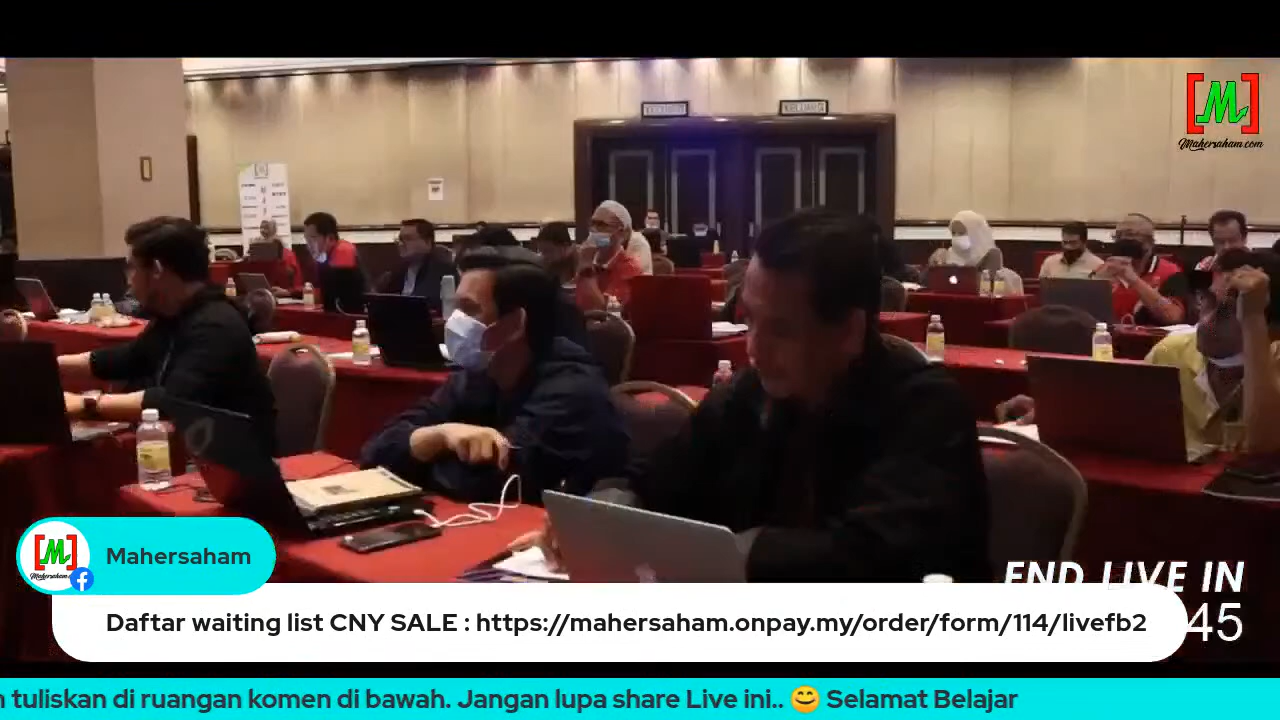 KELUAR
Mahersaham.com
Mahersaham
END LIVE IN
45
Daftar waiting list CNY SALE : https://mahersaham.onpay.my/order/form/114/livefb2
tuliskan di ruangan komen di bawah. Jangan lupa share Live ini.. 😊 Selamat Belajar